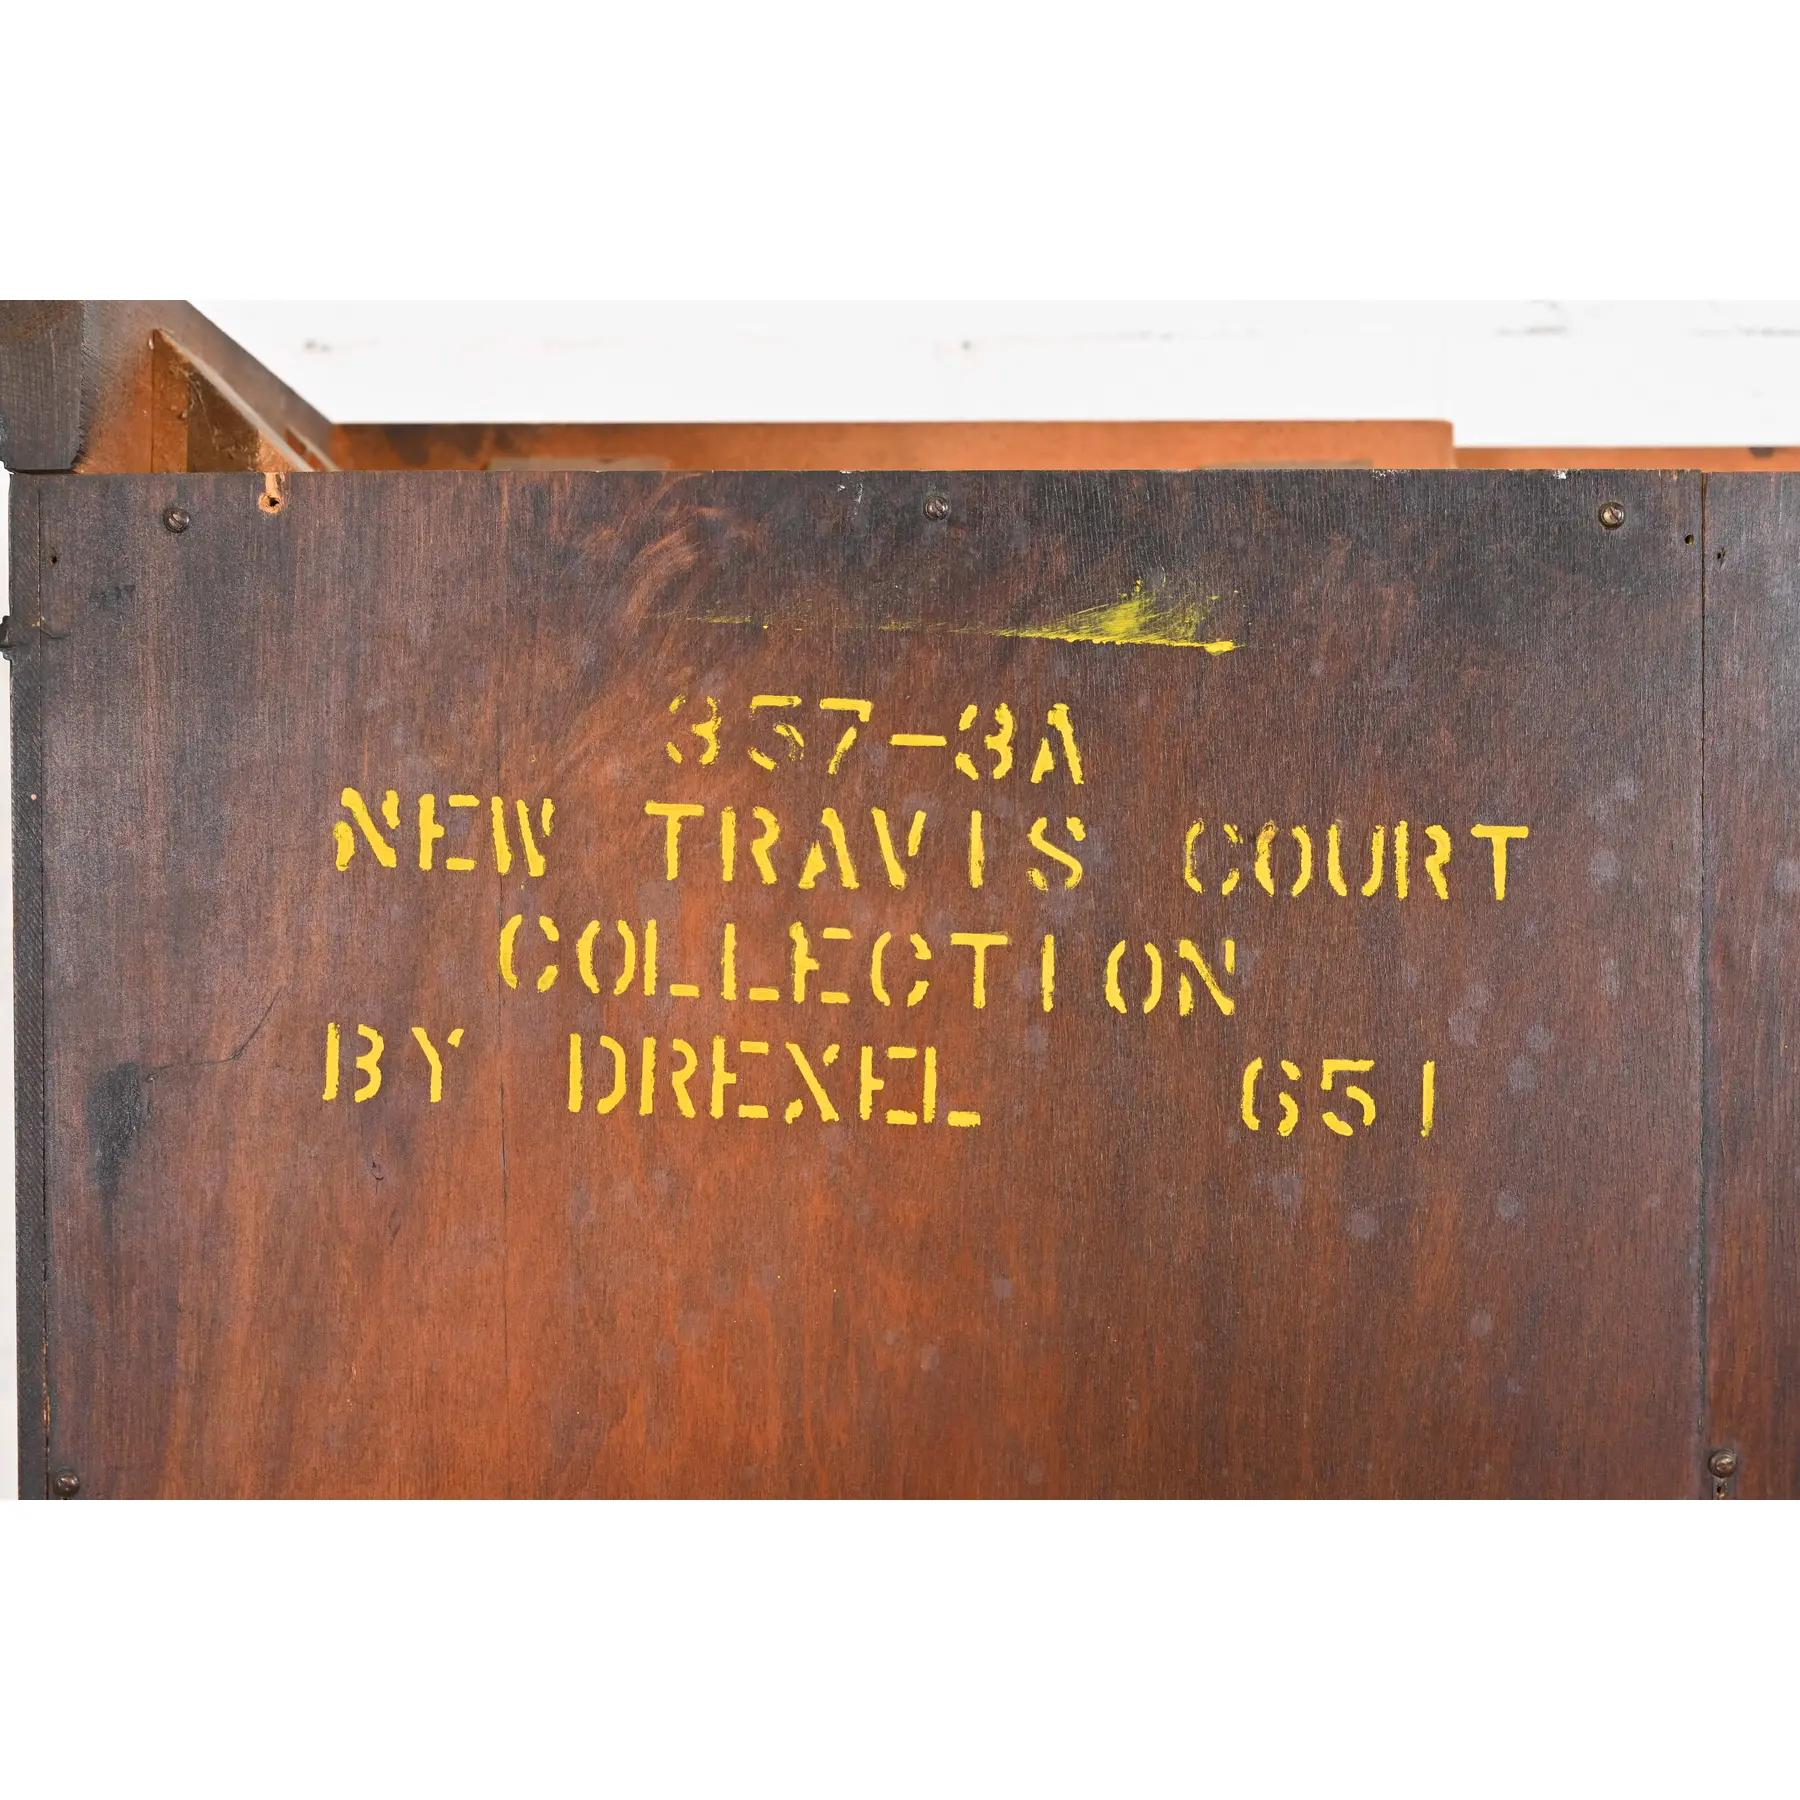 357-3A
NEW TRAVIS COURT
COLLECTION
BY DREXEL 651